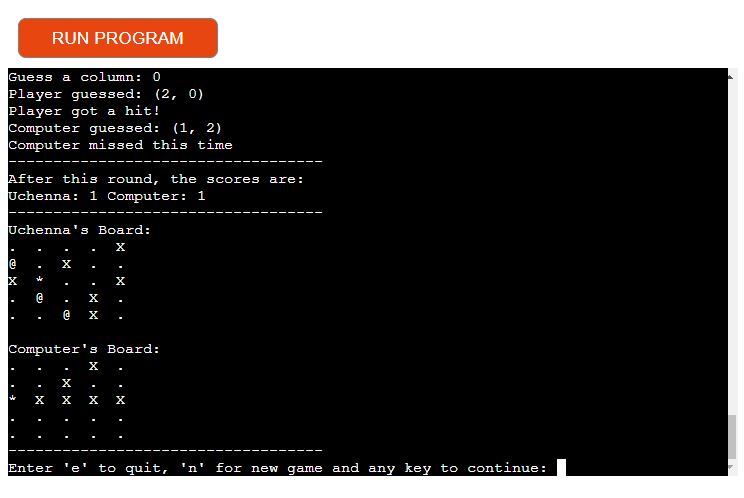 RUN PROGRAM
Guess a column: 0
Player guessed: (2, 0)
Player got a hit!
Computer guessed: (1, 2)
Computer missed this time
-----------------------------------
After this round, the scores are:
Uchenna: 1 Computer: 1
-----------------------------------
Uchenna's Board:
. . . . X
@ . X . .
X * . . X
. @ . X .
. . @ X .
Computer's Board:
. . . X .
. . X . .
* X X X X
. . . . .
. . . . .
-----------------------------------
Enter 'e' to quit, 'n' for new game and any key to continue: